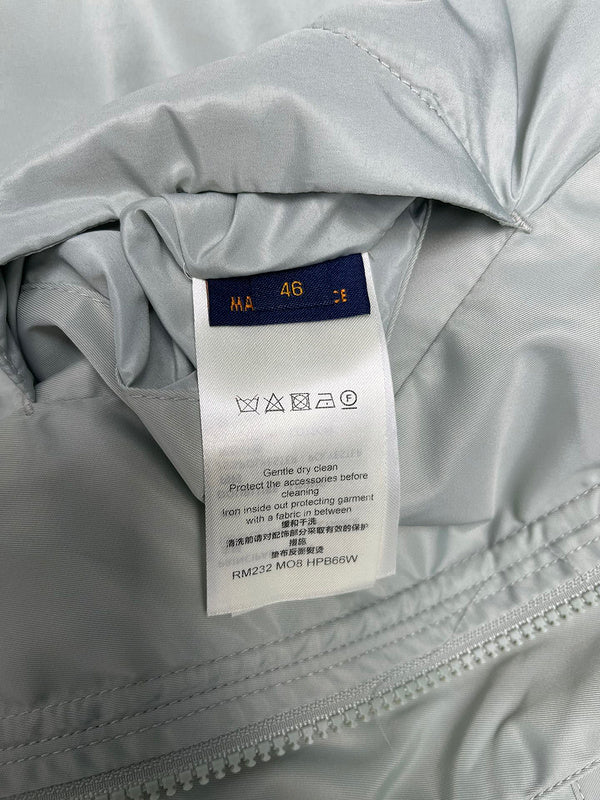 46
MA CE
F
Gentle dry clean
Protect the accessories before
cleaning
Iron inside out protecting garment
with a fabric in between
缓和干洗
清洗前请对配饰部分采取有效的保护
措施
垫布反面熨烫
RM232 MO8 HPB66W